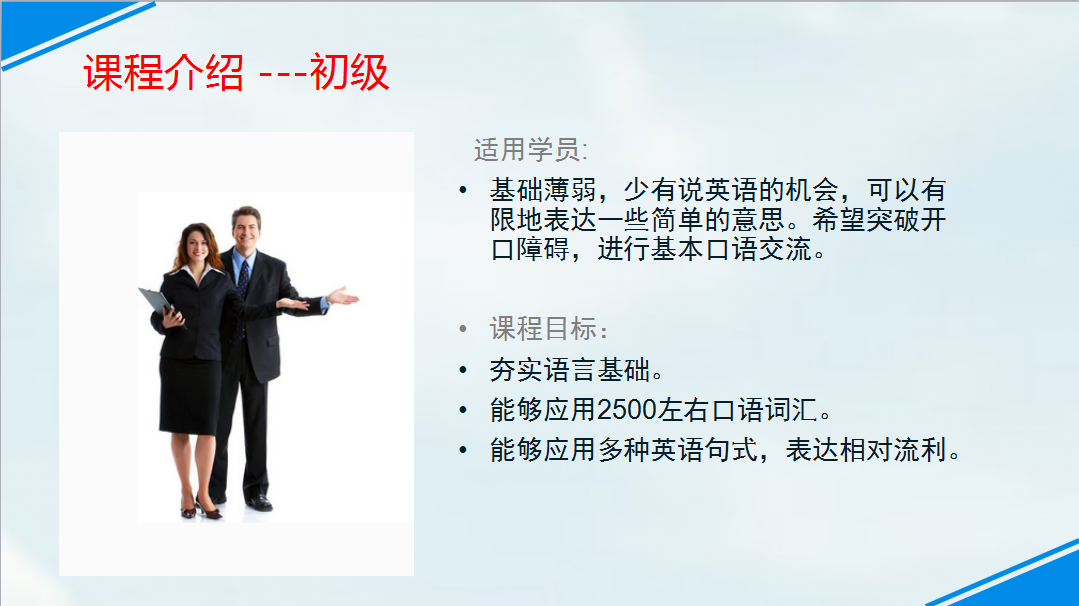 课程介绍 ---初级
适用学员:
• 基础薄弱，少有说英语的机会，可以有
限地表达一些简单的意思。希望突破开
口障碍，进行基本口语交流。
• 课程目标：
• 夯实语言基础。
• 能够应用2500左右口语词汇。
• 能够应用多种英语句式，表达相对流利。